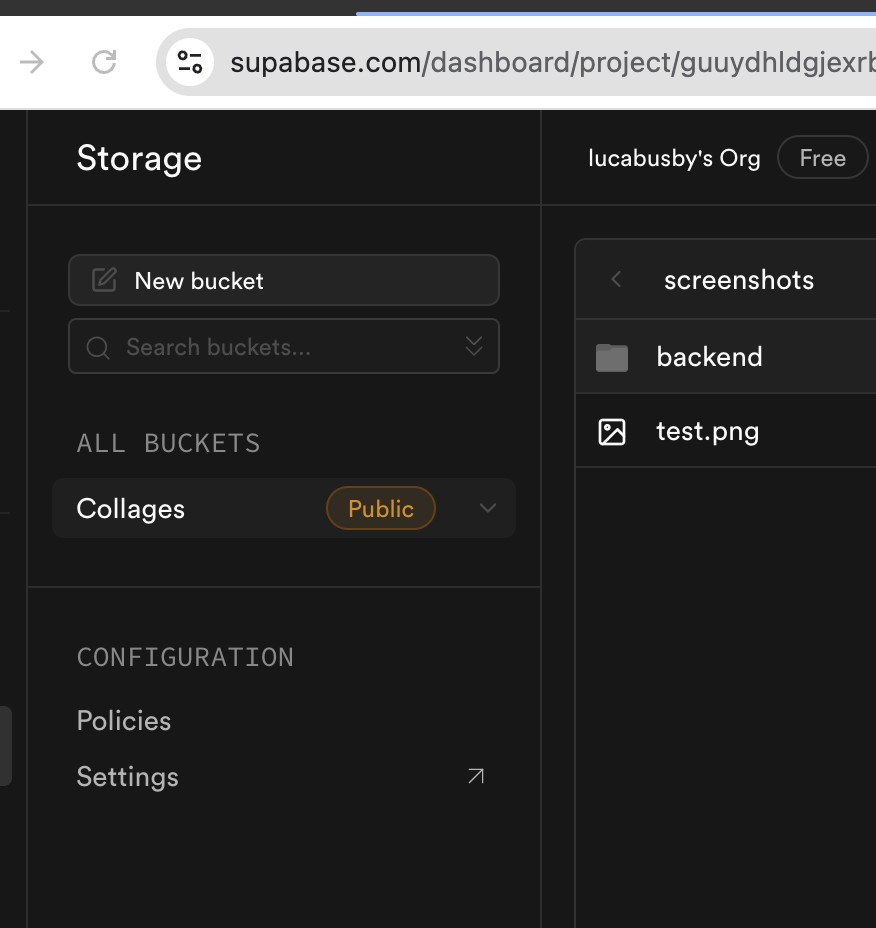 supabase.com/dashboard/project/guuydhldgjexrb
Storage
lucabusby's Org Free
New bucket
Search buckets...
ALL BUCKETS
Collages Public
CONFIGURATION
Policies
Settings
screenshots
backend
test.png